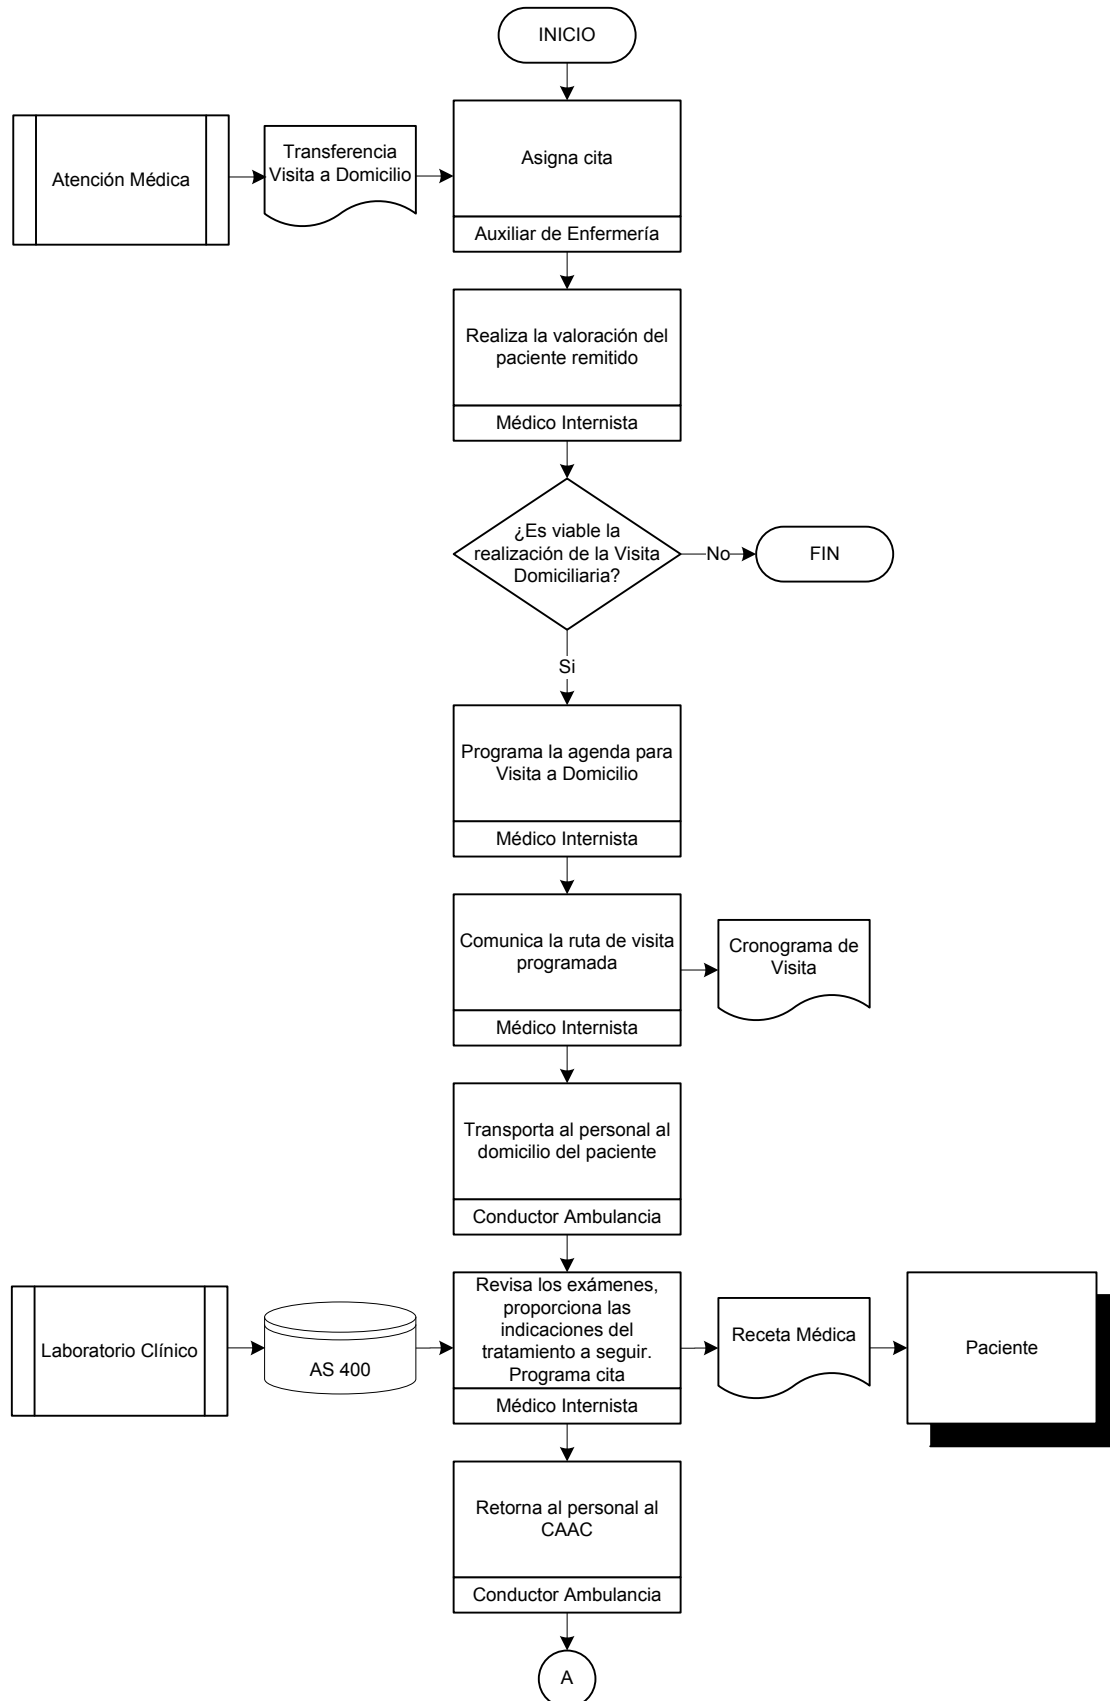 INICIO
Atención Médica
Transferencia
Visita a Domicilio
Asigna cita
Auxiliar de Enfermería
Realiza la valoración del
paciente remitido
Médico Internista
¿Es viable la
realización de la Visita
Domiciliaria?
No
FIN
Si
Programa la agenda para
Visita a Domicilio
Médico Internista
Comunica la ruta de visita
programada
Médico Internista
Cronograma de
Visita
Transporta al personal al
domicilio del paciente
Conductor Ambulancia
Laboratorio Clínico
AS 400
Revisa los exámenes,
proporciona las
indicaciones del
tratamiento a seguir.
Programa cita
Médico Internista
Receta Médica
Paciente
Retorna al personal al
CAAC
Conductor Ambulancia
A